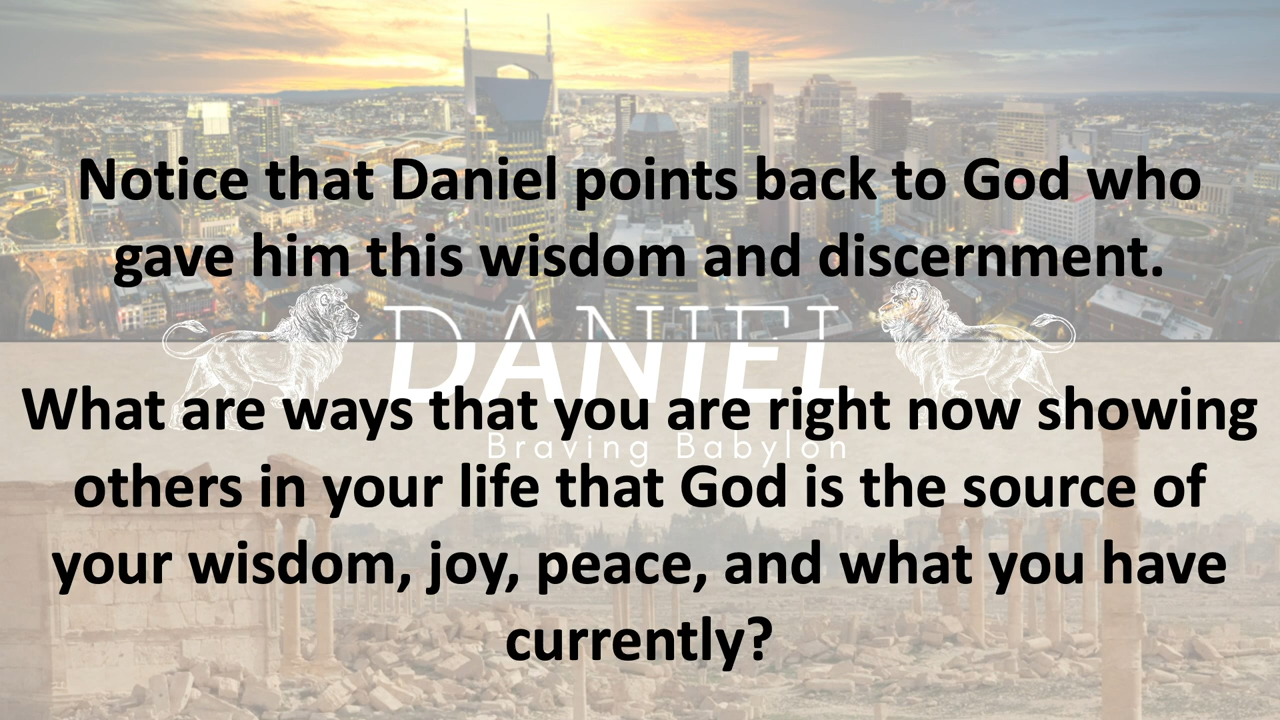 Notice that Daniel points back to God who
gave him this wisdom and discernment.
DANIEL
What are ways that you are right now showing
Braving Babylon
others in your life that God is the source of
your wisdom, joy, peace, and what you have
currently?